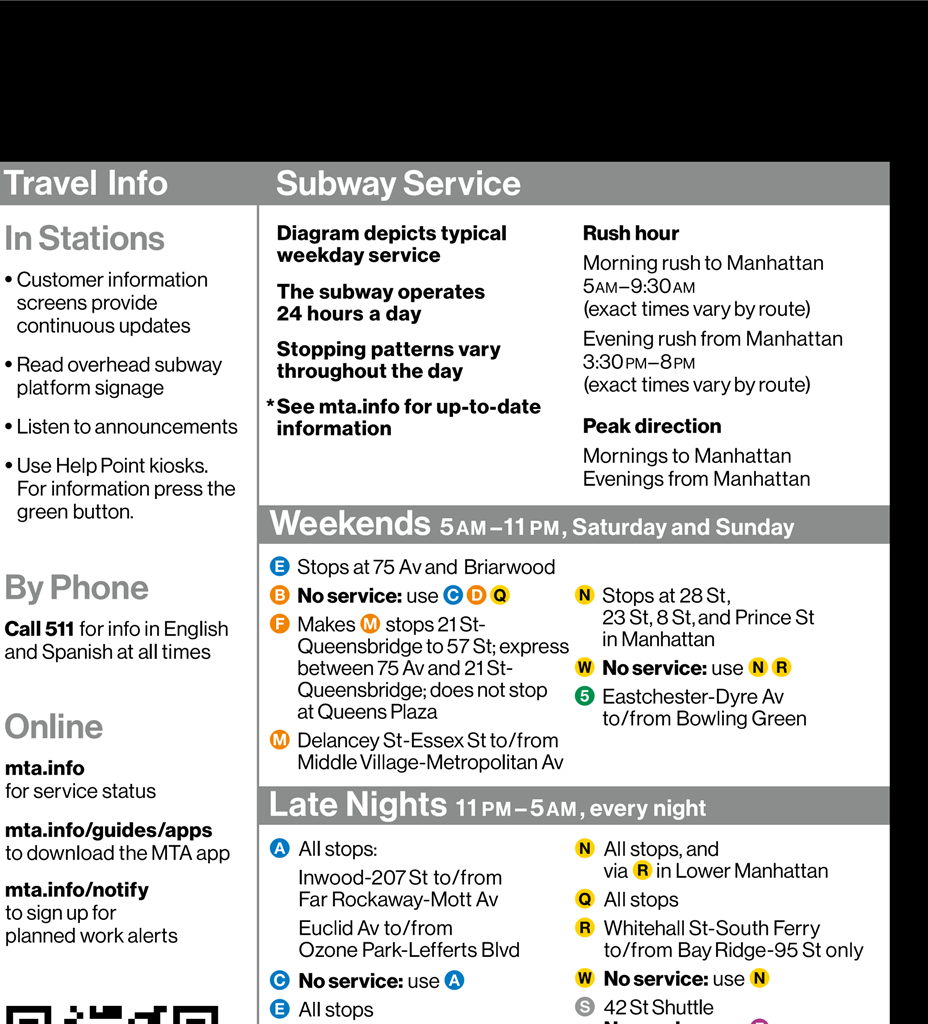 Travel Info
In Stations
• Customer information
screens provide
continuous updates
• Read overhead subway
platform signage
• Listen to announcements
• Use Help Point kiosks.
For information press the
green button.
By Phone
Call 511 for info in English
and Spanish at all times
Online
mta.info
for service status
mta.info/guides/apps
to download the MTA app
mta.info/notify
to sign up for
planned work alerts
Subway Service
Diagram depicts typical
weekday service
The subway operates
24 hours a day
Stopping patterns vary
throughout the day
*See mta.info for up-to-date
information
Rush hour
Morning rush to Manhattan
5AM–9:30AM
(exact times vary by route)
Evening rush from Manhattan
3:30PM–8PM
(exact times vary by route)
Peak direction
Mornings to Manhattan
Evenings from Manhattan
Weekends 5AM–11PM, Saturday and Sunday
E Stops at 75 Av and Briarwood
B No service: use C D Q
F Makes M stops 21 St-
Queensbridge to 57 St; express
between 75 Av and 21 St-
Queensbridge; does not stop
at Queens Plaza
M Delancey St-Essex St to/from
Middle Village-Metropolitan Av
N Stops at 28 St,
23 St, 8 St, and Prince St
in Manhattan
W No service: use N R
5 Eastchester-Dyre Av
to/from Bowling Green
Late Nights 11PM–5AM, every night
A All stops:
Inwood-207 St to/from
Far Rockaway-Mott Av
Euclid Av to/from
Ozone Park-Lefferts Blvd
C No service: use A
E All stops
N All stops, and
via R in Lower Manhattan
Q All stops
R Whitehall St-South Ferry
to/from Bay Ridge-95 St only
W No service: use N
S 42 St Shuttle